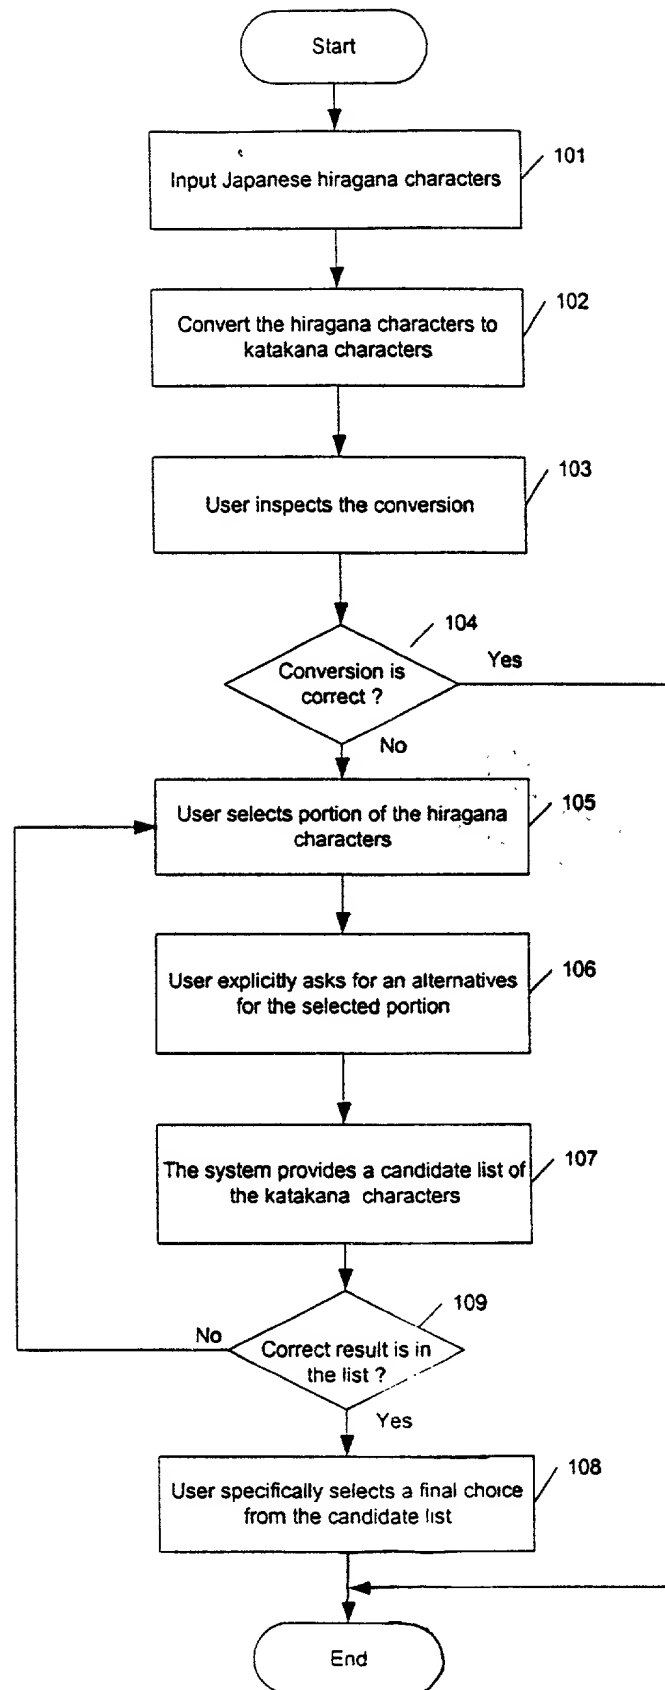 Start
101
Input Japanese hiragana characters
102
Convert the hiragana characters to
katakana characters
103
User inspects the conversion
104
Conversion is
correct ?
Yes
No
105
User selects portion of the hiragana
characters
106
User explicitly asks for an alternatives
for the selected portion
107
The system provides a candidate list of
the katakana characters
109
No
Correct result is in
the list ?
Yes
108
User specifically selects a final choice
from the candidate list
End